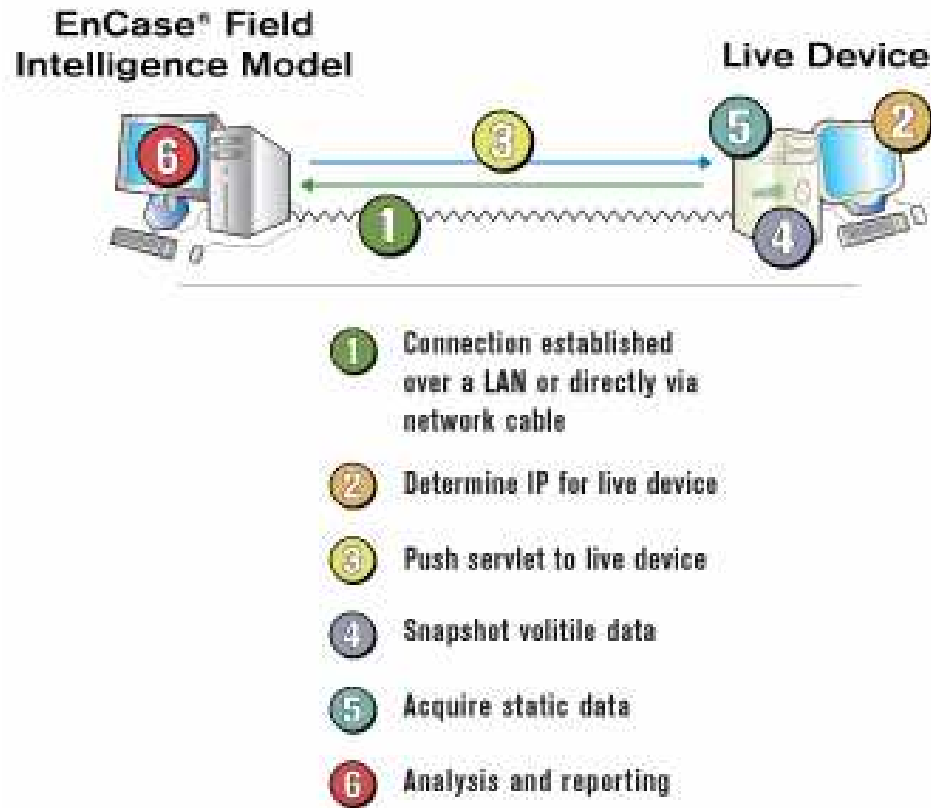 EnCase® Field
Intelligence Model
Live Device
6
3
5
2
1
4
1 Connection established
over a LAN or directly via
network cable
2 Determine IP for live device
3 Push servlet to live device
4 Snapshot volitile data
5 Acquire static data
6 Analysis and reporting